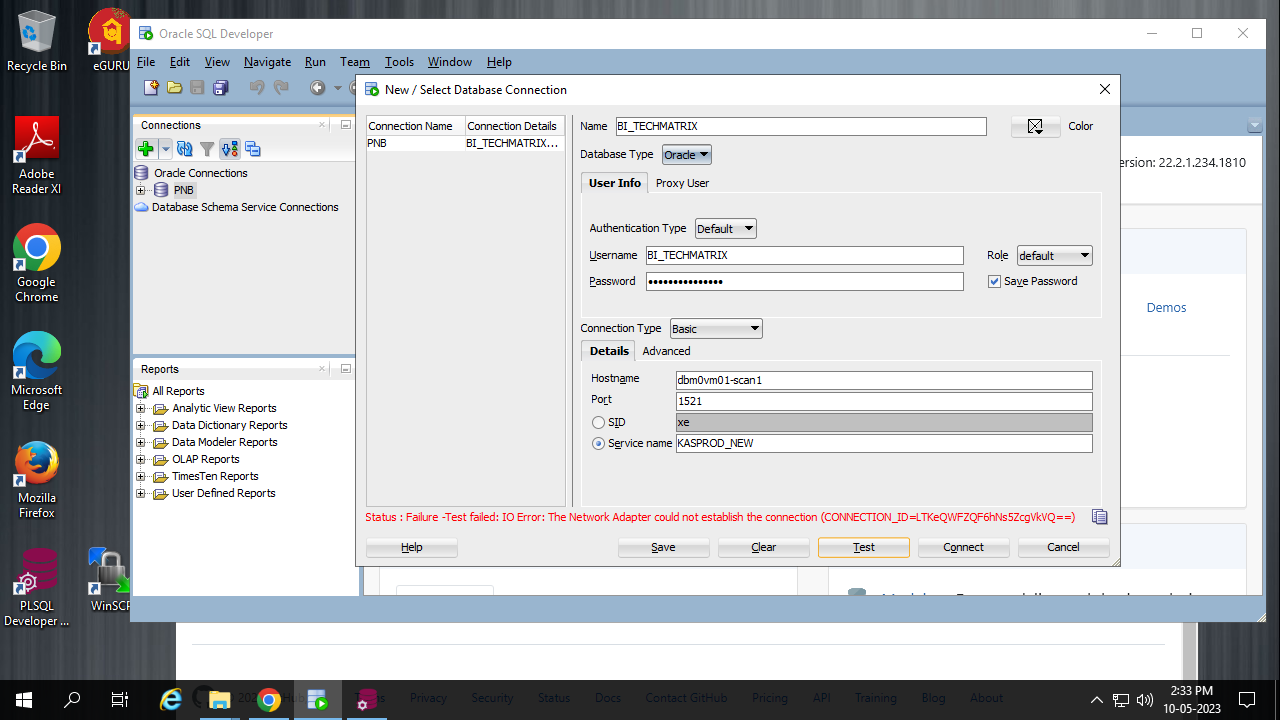 Recycle Bin
eGURU
Adobe
Reader XI
Google
Chrome
Microsoft
Edge
Mozilla
Firefox
PLSQL
Developer ...
WinSCP
Oracle SQL Developer
File Edit View Navigate Run Team Tools Window Help
Connections
Oracle Connections
PNB
Database Schema Service Connections
Reports
All Reports
Analytic View Reports
Data Dictionary Reports
Data Modeler Reports
OLAP Reports
TimesTen Reports
User Defined Reports
New / Select Database Connection
Connection Name Connection Details
PNB BI_TECHMATRIX...
Name BI_TECHMATRIX Color
Database Type Oracle
User Info Proxy User
Authentication Type Default
Username BI_TECHMATRIX Role default
Password ••••••••••••••• Save Password
Connection Type Basic
Details Advanced
Hostname dbm0vm01-scan1
Port 1521
SID xe
Service name KASPROD_NEW
Status : Failure -Test failed: IO Error: The Network Adapter could not establish the connection (CONNECTION_ID=LTKeQWFZQF6hNs5ZcgVkVQ==)
Help Save Clear Test Connect Cancel
ersion: 22.2.1.234.1810
Demos
Terms Privacy Security Status Docs Contact GitHub Pricing API Training Blog About
2:33 PM
10-05-2023